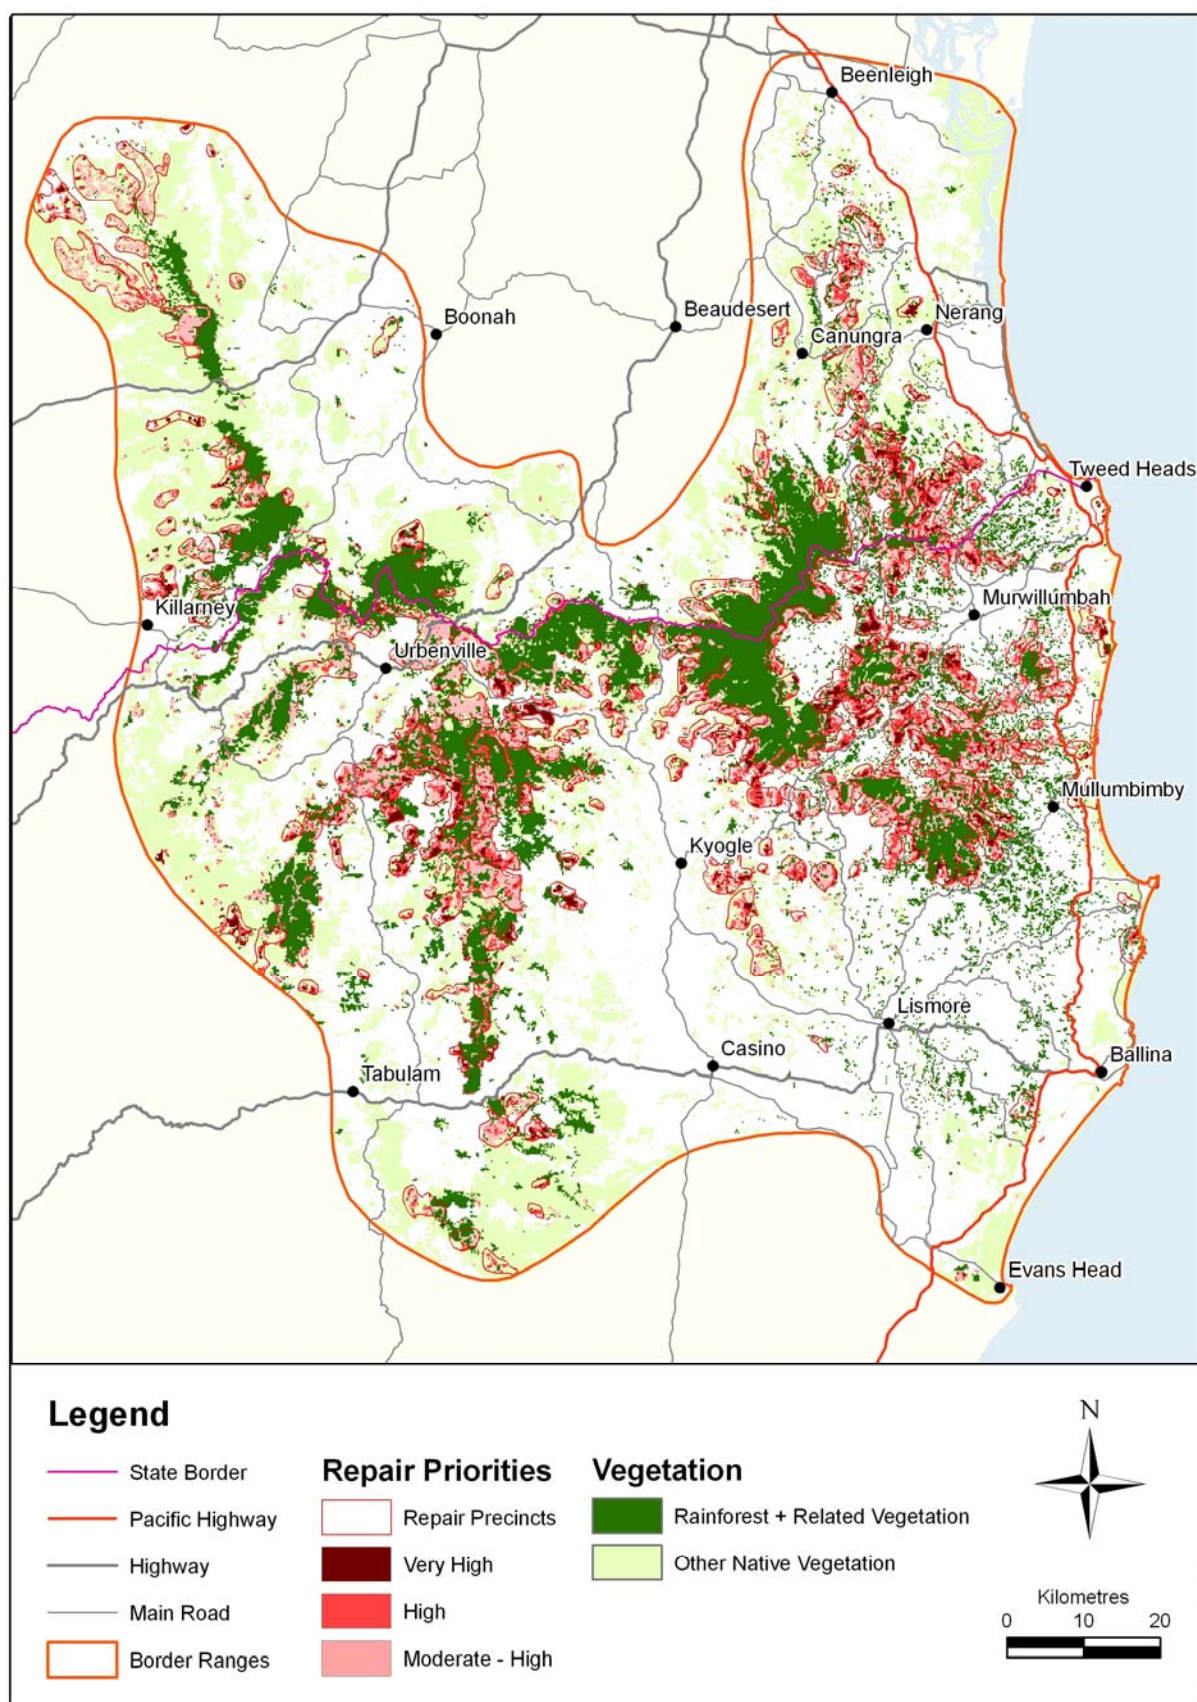 Beenleigh
Boonah
Beaudesert
Nerang
Canungra
Tweed Heads
Killarney
Murwillumbah
Urbenville
Mullumbimby
Kyogle
Lismore
Casino
Ballina
Tabulam
Evans Head
Legend
State Border
Pacific Highway
Highway
Main Road
Border Ranges
Repair Priorities
Repair Precincts
Very High
High
Moderate - High
Vegetation
Rainforest + Related Vegetation
Other Native Vegetation
N
Kilometres
0 10 20